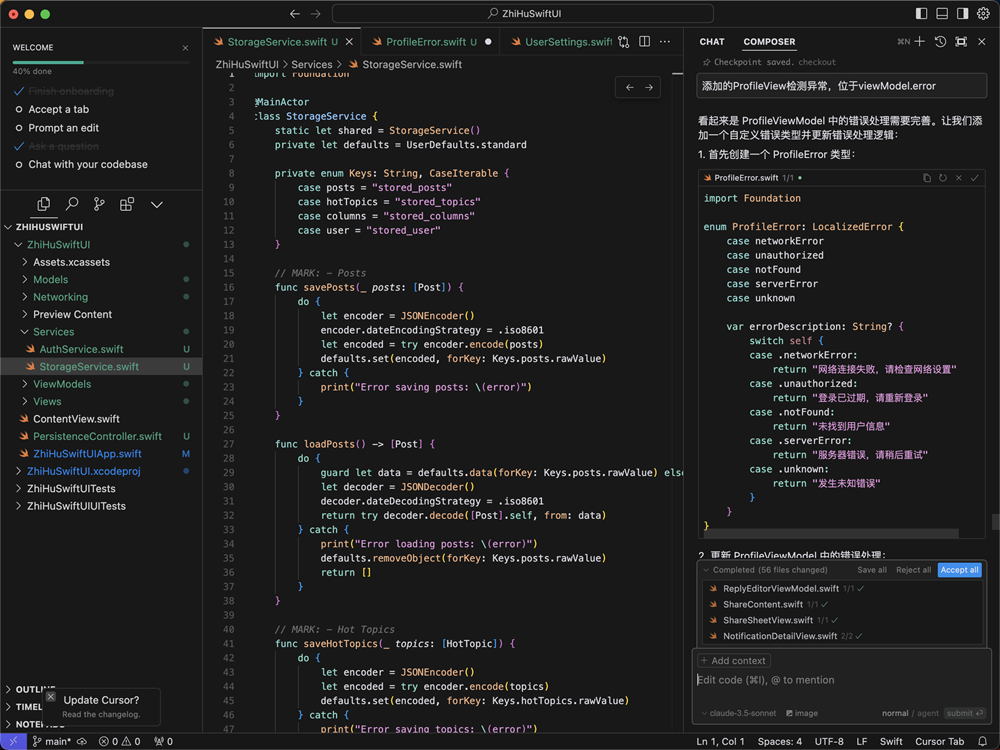 ZhiHuSwiftUI
WELCOME
40% done
Finish onboarding
Accept a tab
Prompt an edit
Ask a question
Chat with your codebase
ZHIHUSWIFTUI
ZhiHuSwiftUI
Assets.xcassets
Models
Networking
Preview Content
Services
AuthService.swift U
StorageService.swift U
ViewModels
Views
ContentView.swift
PersistenceController.swift U
ZhiHuSwiftUIApp.swift M
ZhiHuSwiftUI.xcodeproj
ZhiHuSwiftUITests
ZhiHuSwiftUIUITests
Update Cursor?
Read the changelog.
StorageService.swift U
ProfileError.swift U
UserSettings.swift
ZhiHuSwiftUI > Services > StorageService.swift
1 import Foundation
2
3 MainActor
4 lass StorageService {
5 static let shared = StorageService()
6 private let defaults = UserDefaults.standard
7
8 private enum Keys: String, CaseIterable {
9 case posts = "stored_posts"
10 case hotTopics = "stored_topics"
11 case columns = "stored_columns"
12 case user = "stored_user"
13 }
14
15 // MARK: - Posts
16 func savePosts(_ posts: [Post]) {
17 do {
18 let encoder = JSONEncoder()
19 encoder.dateEncodingStrategy = .iso8601
20 let encoded = try encoder.encode(posts)
21 defaults.set(encoded, forKey: Keys.posts.rawValue)
22 } catch {
23 print("Error saving posts: \(error)")
24 }
25 }
26
27 func loadPosts() -> [Post] {
28 do {
29 guard let data = defaults.data(forKey: Keys.posts.rawValue) else
30 let decoder = JSONDecoder()
31 decoder.dateDecodingStrategy = .iso8601
32 return try decoder.decode([Post].self, from: data)
33 } catch {
34 print("Error loading posts: \(error)")
35 defaults.removeObject(forKey: Keys.posts.rawValue)
36 return []
37 }
38 }
39
40 // MARK: - Hot Topics
41 func saveHotTopics(_ topics: [HotTopic]) {
42 do {
43 let encoder = JSONEncoder()
44 let encoded = try encoder.encode(topics)
45 defaults.set(encoded, forKey: Keys.hotTopics.rawValue)
46 } catch {
47 print("Error saving topics: \(error)")
CHAT COMPOSER ⌘N
Checkpoint saved. checkout
添加的ProfileView检测异常，位于viewModel.error
看起来是 ProfileViewModel 中的错误处理需要完善。让我们添
加一个自定义错误类型并更新错误处理逻辑：
1. 首先创建一个 ProfileError 类型：
ProfileError.swift 1/1
import Foundation
enum ProfileError: LocalizedError {
case networkError
case unauthorized
case notFound
case serverError
case unknown
var errorDescription: String? {
switch self {
case .networkError:
return "网络连接失败，请检查网络设置"
case .unauthorized:
return "登录已过期，请重新登录"
case .notFound:
return "未找到用户信息"
case .serverError:
return "服务器错误，请稍后重试"
case .unknown:
return "发生未知错误"
}
}
}
2. 更新 ProfileViewModel 中的错误处理：
Completed (56 files changed) Save all Reject all Accept all
ReplyEditorViewModel.swift 1/1
ShareContent.swift 1/1
ShareSheetView.swift 1/1
NotificationDetailView.swift 2/2
+ Add context
Edit code (⌘I), @ to mention
claude-3.5-sonnet image normal / agent submit
main* 0 0 0
Ln 1, Col 1 Spaces: 4 UTF-8 LF Swift Cursor Tab